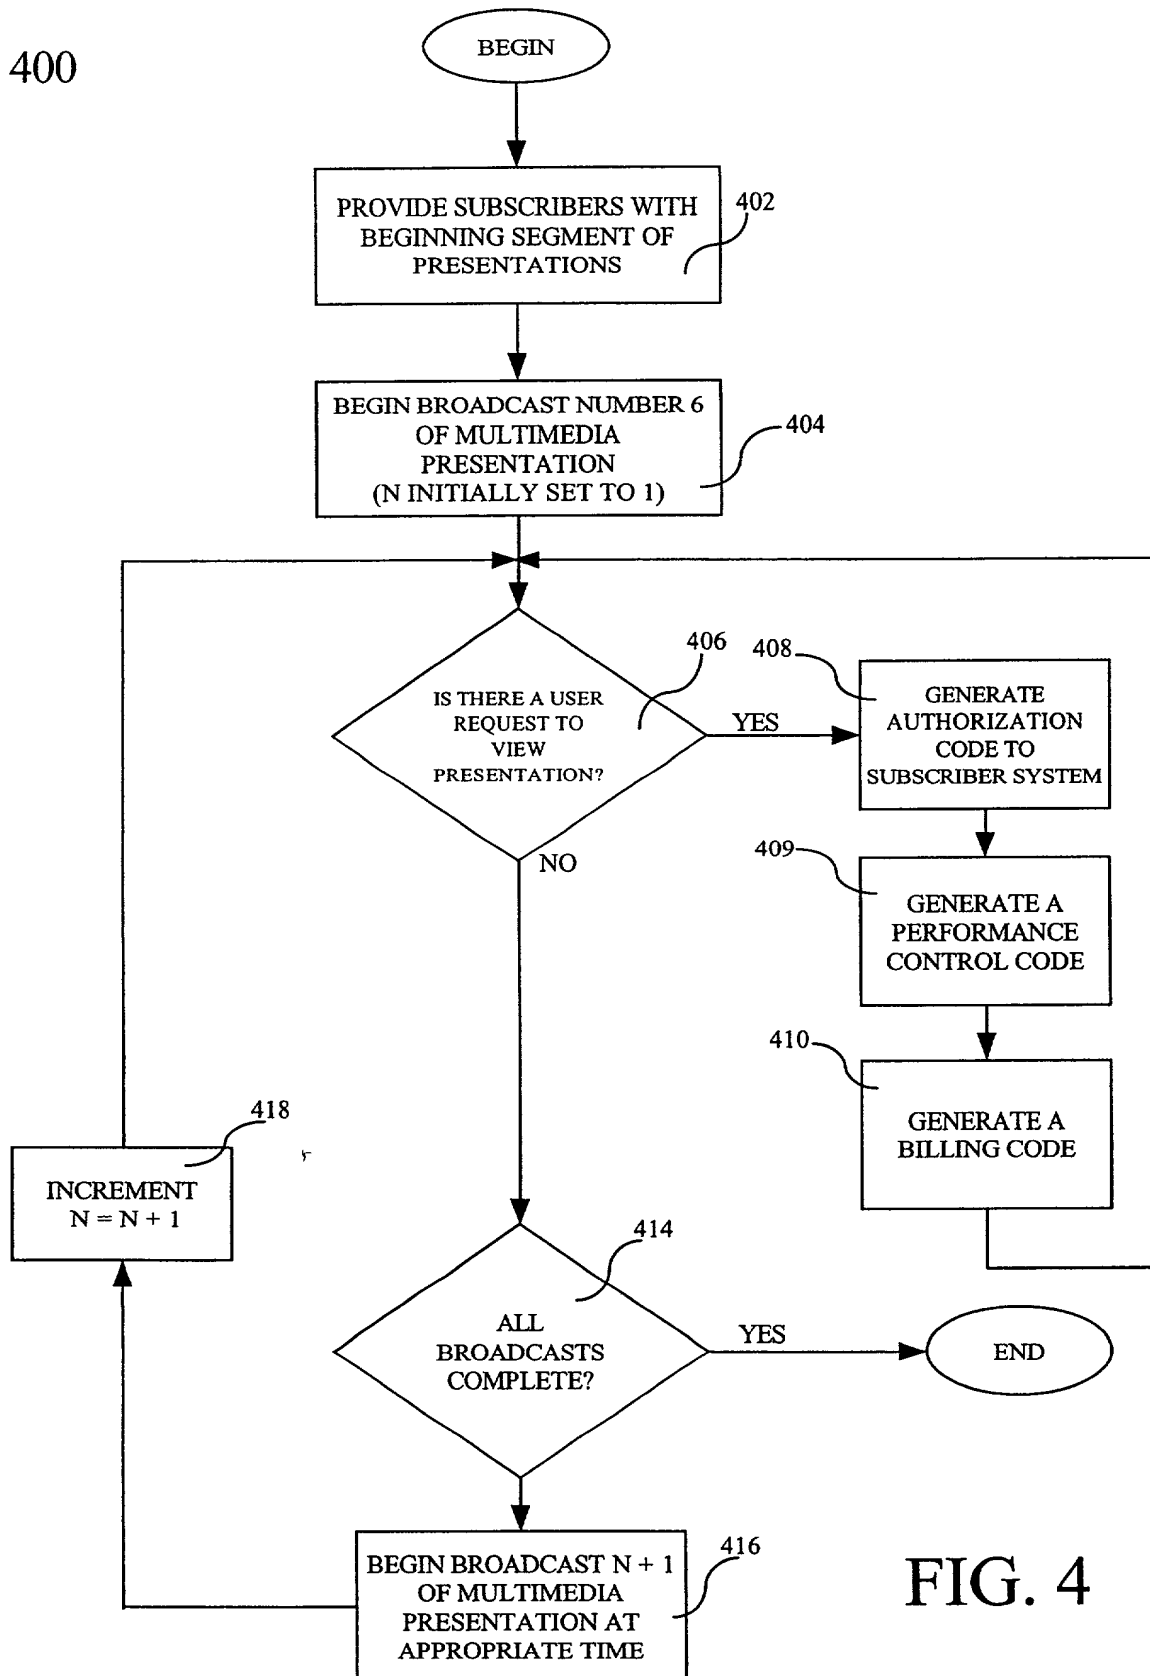 400
BEGIN
PROVIDE SUBSCRIBERS WITH
BEGINNING SEGMENT OF
PRESENTATIONS
402
BEGIN BROADCAST NUMBER 6
OF MULTIMEDIA
PRESENTATION
(N INITIALLY SET TO 1)
404
IS THERE A USER
REQUEST TO
VIEW
PRESENTATION?
406
YES
NO
408
GENERATE
AUTHORIZATION
CODE TO
SUBSCRIBER SYSTEM
409
GENERATE A
PERFORMANCE
CONTROL CODE
410
GENERATE A
BILLING CODE
418
INCREMENT
N = N + 1
414
ALL
BROADCASTS
COMPLETE?
YES
END
BEGIN BROADCAST N + 1
OF MULTIMEDIA
PRESENTATION AT
APPROPRIATE TIME
416
FIG. 4